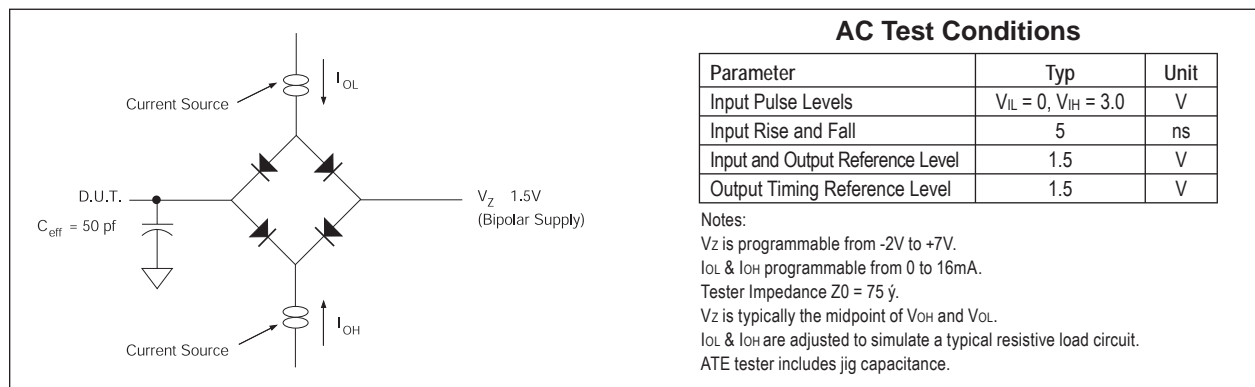 I_OL
Current Source
D.U.T.
C_eff = 50 pf
V_Z 1.5V
(Bipolar Supply)
I_OH
Current Source
AC Test Conditions
Parameter Typ Unit
Input Pulse Levels VIL = 0, VIH = 3.0 V
Input Rise and Fall 5 ns
Input and Output Reference Level 1.5 V
Output Timing Reference Level 1.5 V
Notes:
VZ is programmable from -2V to +7V.
IOL & IOH programmable from 0 to 16mA.
Tester Impedance Z0 = 75 ý.
VZ is typically the midpoint of VOH and VOL.
IOL & IOH are adjusted to simulate a typical resistive load circuit.
ATE tester includes jig capacitance.